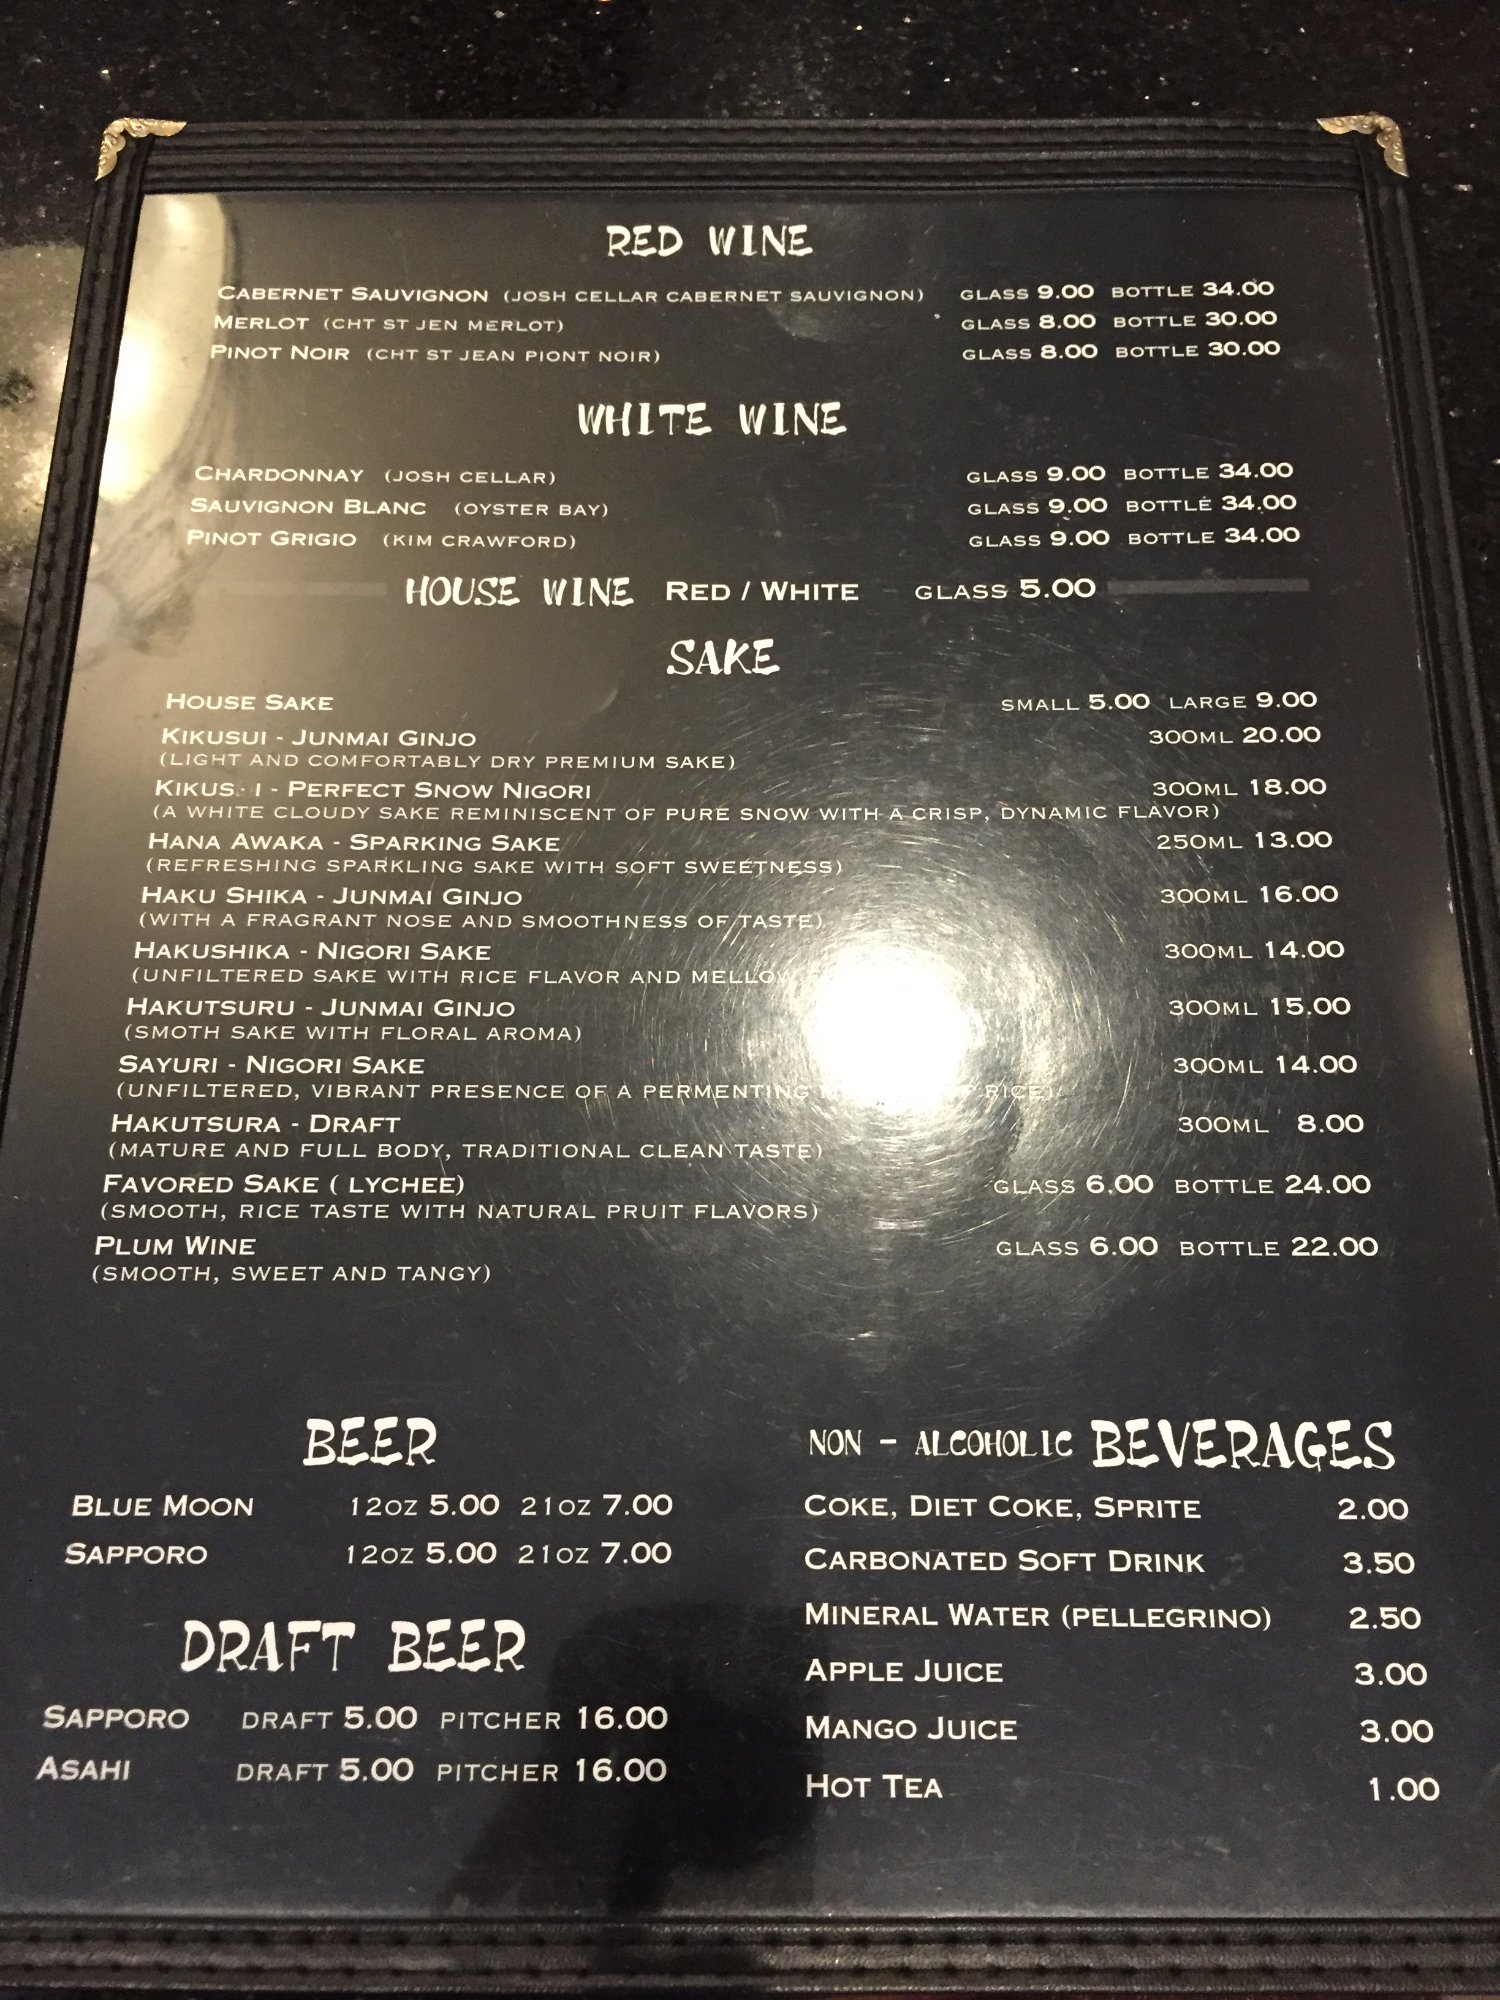 RED WINE
CABERNET SAUVIGNON (JOSH CELLAR CABERNET SAUVIGNON) GLASS 9.00 BOTTLE 34.00
MERLOT (CHT ST JEN MERLOT) GLASS 8.00 BOTTLE 30.00
PINOT NOIR (CHT ST JEAN PIONT NOIR) GLASS 8.00 BOTTLE 30.00
WHITE WINE
CHARDONNAY (JOSH CELLAR) GLASS 9.00 BOTTLE 34.00
SAUVIGNON BLANC (OYSTER BAY) GLASS 9.00 BOTTLE 34.00
PINOT GRIGIO (KIM CRAWFORD) GLASS 9.00 BOTTLE 34.00
HOUSE WINE RED / WHITE GLASS 5.00
SAKE
HOUSE SAKE SMALL 5.00 LARGE 9.00
KIKUSUI - JUNMAI GINJO 300ML 20.00
(LIGHT AND COMFORTABLY DRY PREMIUM SAKE)
- PERFECT SNOW NIGORI 300ML 18.00
(A WHITE CLOUDY SAKE REMINISCENT OF PURE SNOW WITH A CRISP, DYNAMIC FLAVOR)
HANA AWAKA - SPARKING SAKE 250ML 13.00
(REFRESHING SPARKLING SAKE WITH SOFT SWEETNESS)
HAKU SHIKA - JUNMAI GINJO 300ML 16.00
(WITH A FRAGRANT NOSE AND SMOOTHNESS OF TASTE)
HAKUSHIKA - NIGORI SAKE 300ML 14.00
(UNFILTERED SAKE WITH RICE FLAVOR AND MELLOW
HAKUTSURU - JUNMAI GINJO 300ML 15.00
(SMOTH SAKE WITH FLORAL AROMA)
SAYURI - NIGORI SAKE 300ML 14.00
(UNFILTERED, VIBRANT PRESENCE OF A PERMENTING RICE)
HAKUTSURA - DRAFT 300ML 8.00
(MATURE AND FULL BODY, TRADITIONAL CLEAN TASTE)
FAVORED SAKE ( LYCHEE) GLASS 6.00 BOTTLE 24.00
(SMOOTH, RICE TASTE WITH NATURAL PRUIT FLAVORS)
PLUM WINE GLASS 6.00 BOTTLE 22.00
(SMOOTH, SWEET AND TANGY)
BEER
BLUE MOON 12OZ 5.00 21OZ 7.00
SAPPORO 12OZ 5.00 21OZ 7.00
DRAFT BEER
SAPPORO DRAFT 5.00 PITCHER 16.00
ASAHI DRAFT 5.00 PITCHER 16.00
NON - ALCOHOLIC BEVERAGES
COKE, DIET COKE, SPRITE 2.00
CARBONATED SOFT DRINK 3.50
MINERAL WATER (PELLEGRINO) 2.50
APPLE JUICE 3.00
MANGO JUICE 3.00
HOT TEA 1.00